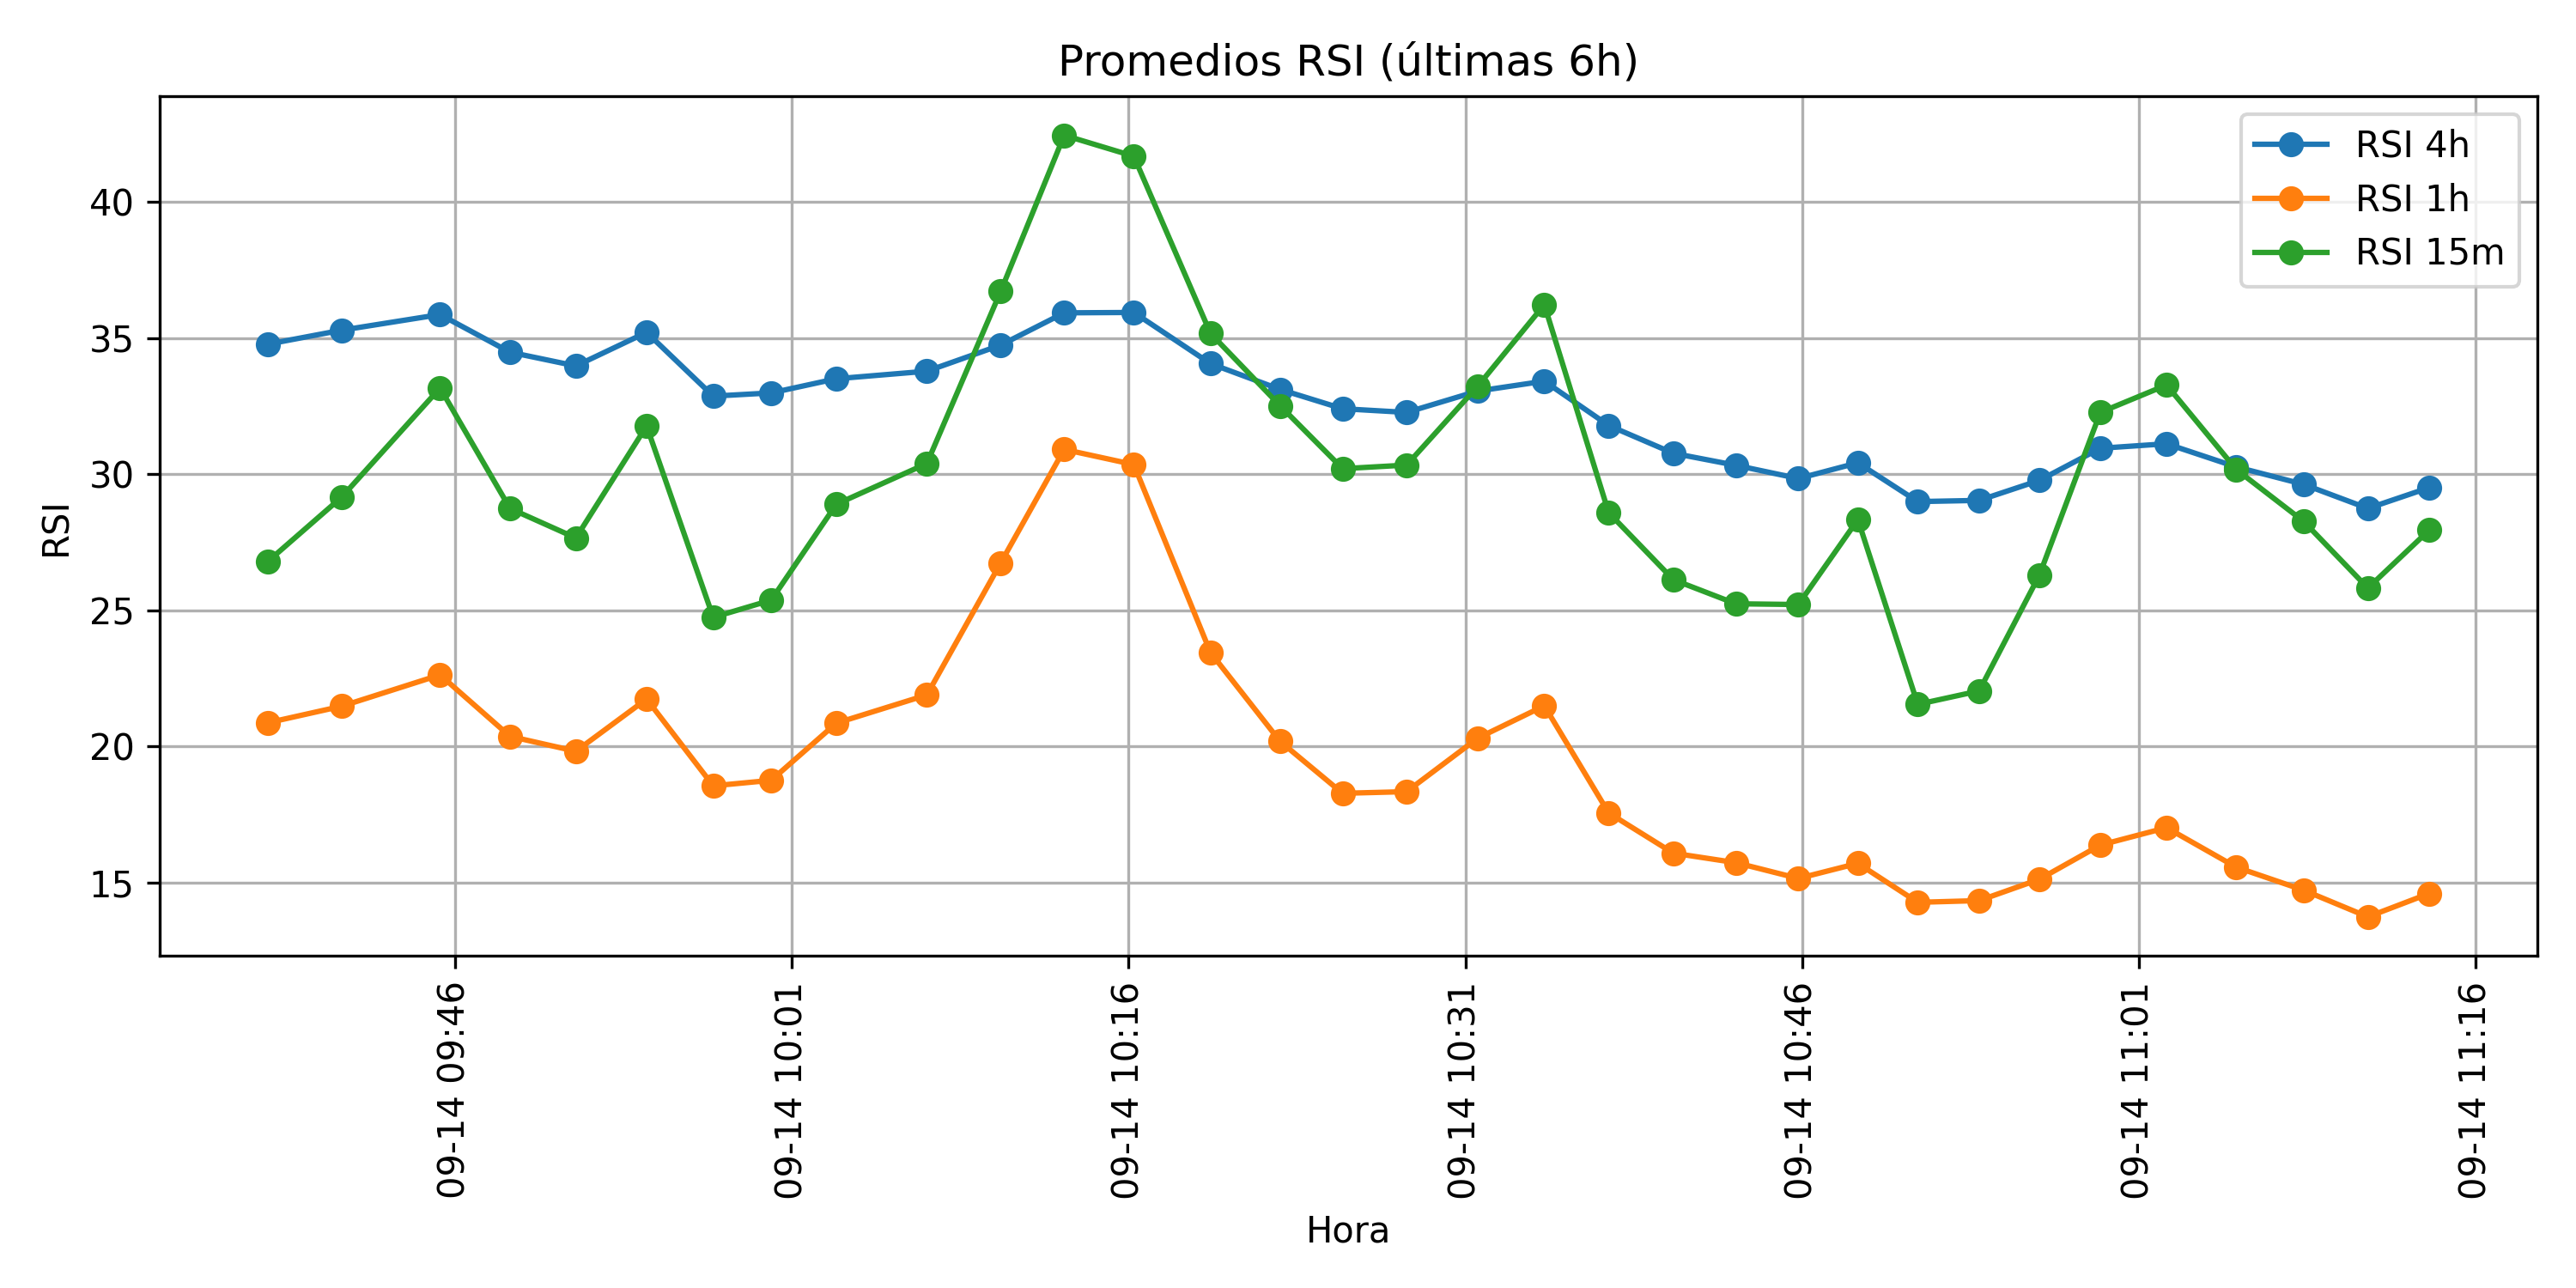 Promedios RSI (últimas 6h)
RSI 4h
RSI 1h
RSI 15m
RSI
40
35
30
25
20
15
09-14 09:46
09-14 10:01
09-14 10:16
09-14 10:31
09-14 10:46
09-14 11:01
09-14 11:16
Hora